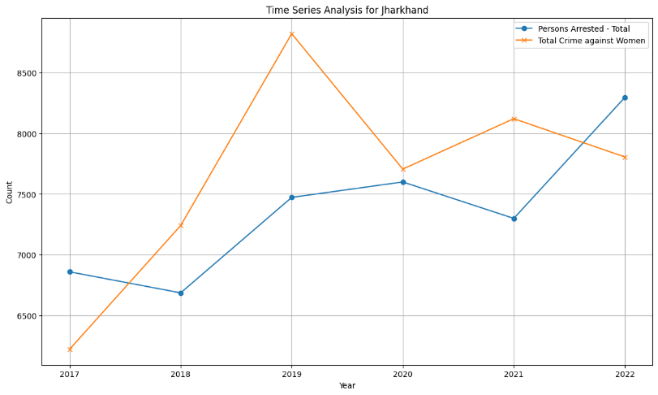 Time Series Analysis for Jharkhand
Persons Arrested - Total
Total Crime against Women
8500
8000
7500
7000
6500
Count
2017 2018 2019 2020 2021 2022
Year